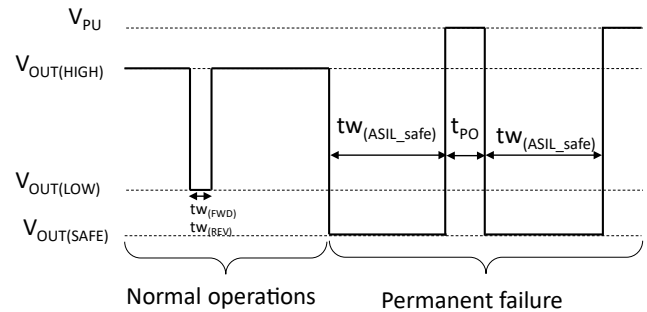 V_PU
V_OUT(HIGH)
tw_(ASIL_safe) t_PO tw_(ASIL_safe)
V_OUT(LOW)
tw_(FWD)
tw_(REV)
V_OUT(SAFE)
Normal operations Permanent failure